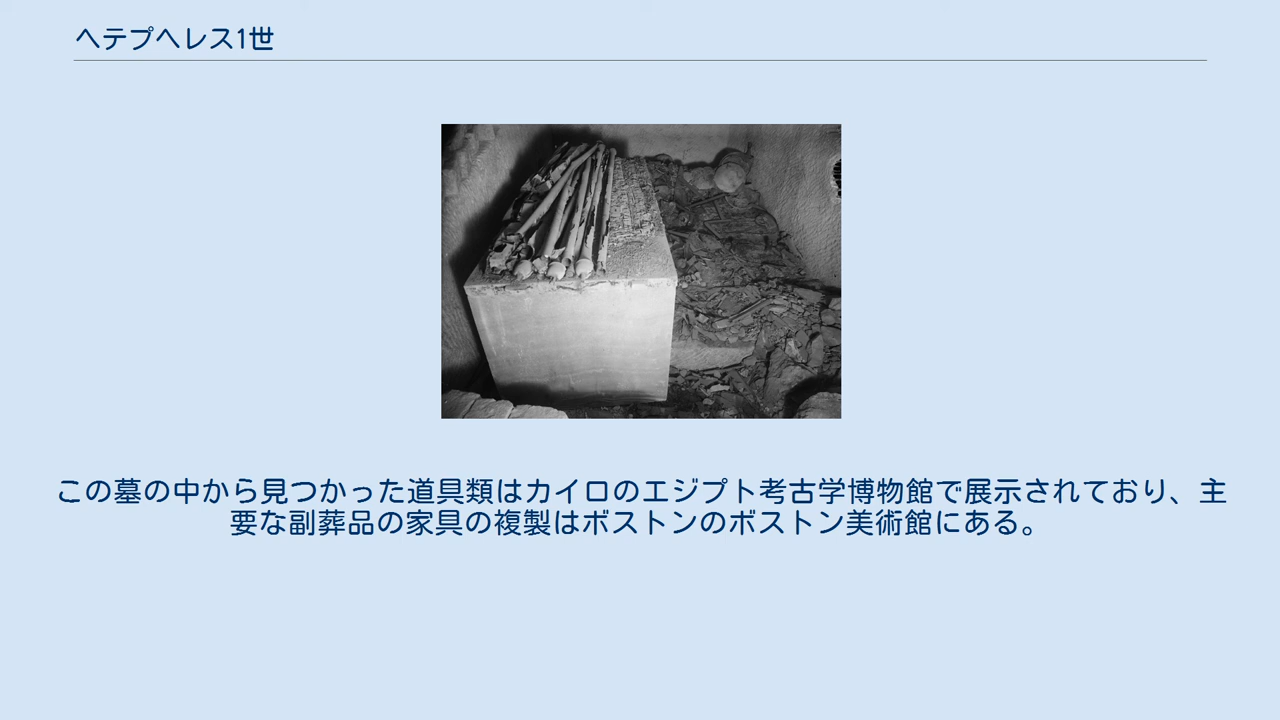 ヘテプヘレス1世
この墓の中から見つかった道具類はカイロのエジプト考古学博物館で展示されており、主
要な副葬品の家具の複製はボストンのボストン美術館にある。